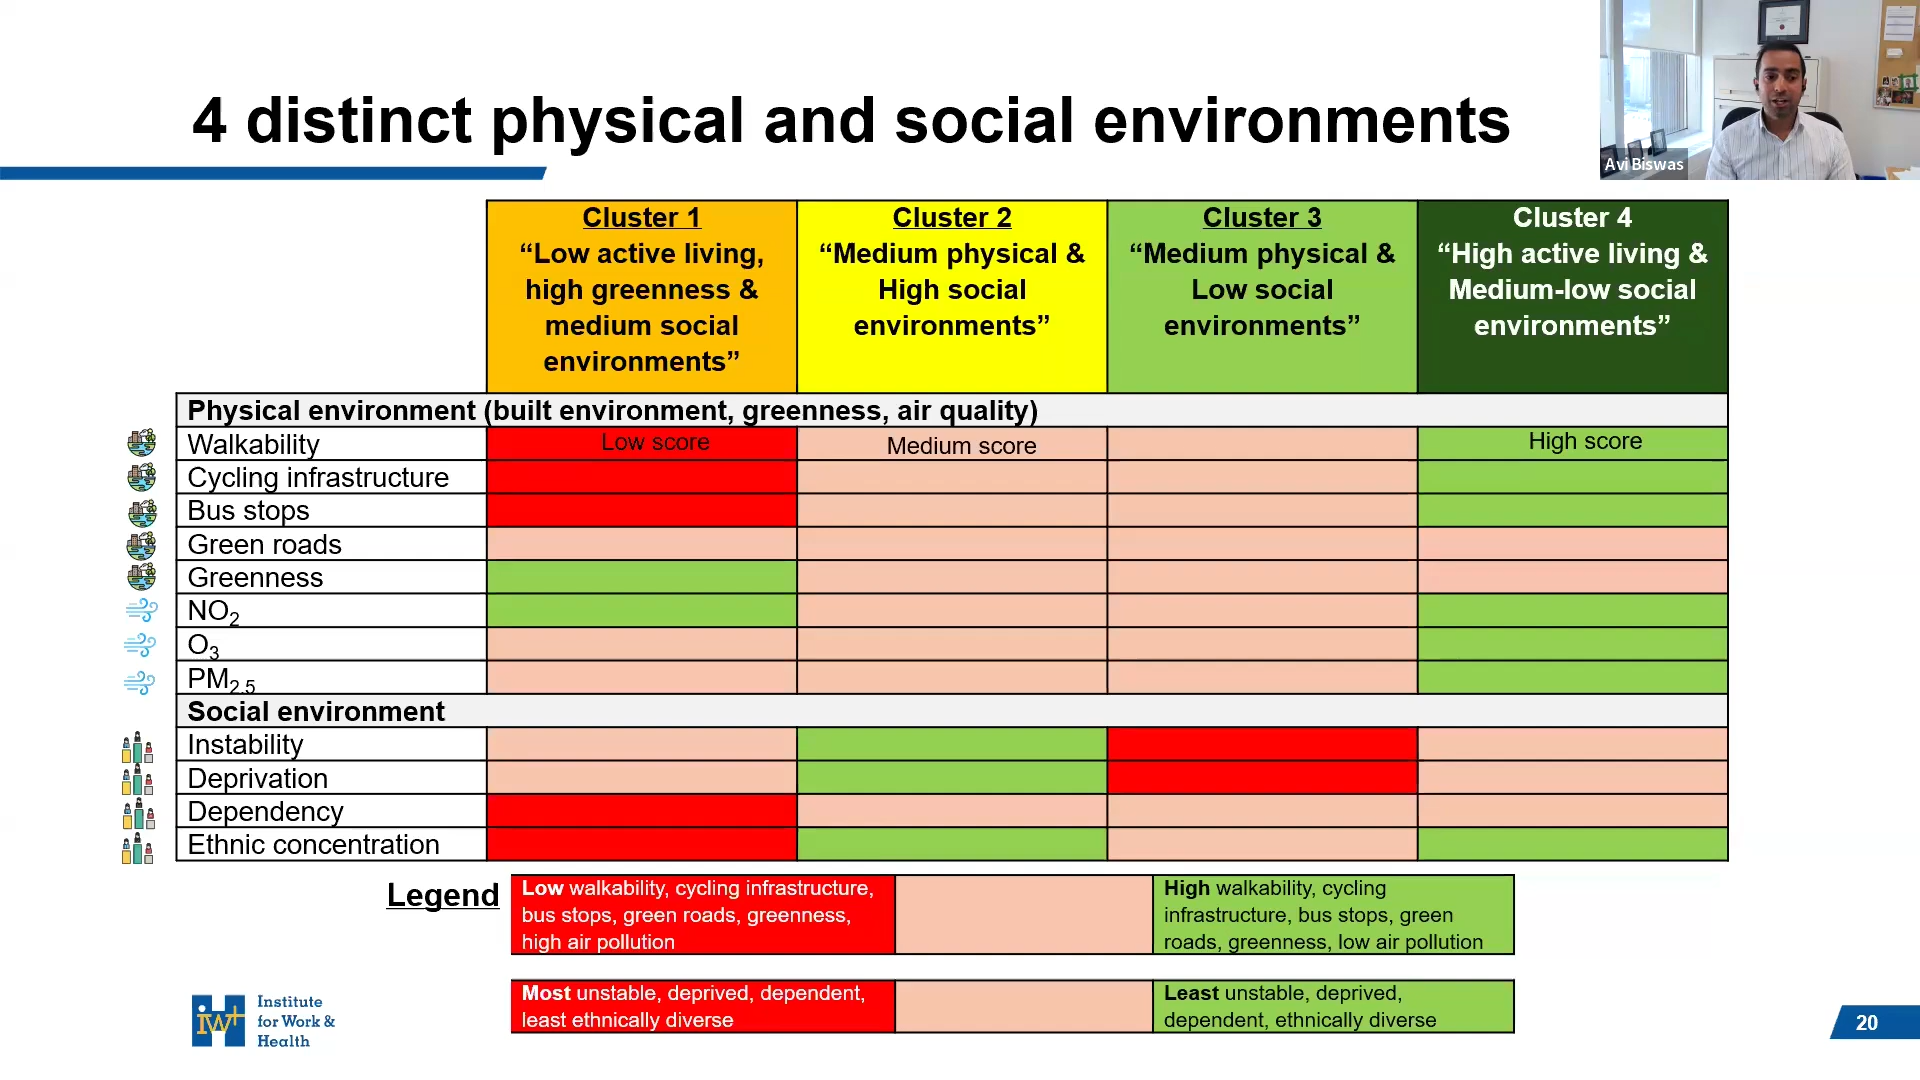 4 distinct physical and social environments
Avi Biswas
Cluster 1
“Low active living,
high greenness &
medium social
environments”
Cluster 2
“Medium physical &
High social
environments”
Cluster 3
“Medium physical &
Low social
environments”
Cluster 4
“High active living &
Medium-low social
environments”
Physical environment (built environment, greenness, air quality)
Walkability
Low score
Medium score
High score
Cycling infrastructure
Bus stops
Green roads
Greenness
NO2
O3
PM2.5
Social environment
Instability
Deprivation
Dependency
Ethnic concentration
Legend
Low walkability, cycling infrastructure,
bus stops, green roads, greenness,
high air pollution
High walkability, cycling
infrastructure, bus stops, green
roads, greenness, low air pollution
Most unstable, deprived, dependent,
least ethnically diverse
Least unstable, deprived,
dependent, ethnically diverse
iwh
Institute
for Work &
Health
20